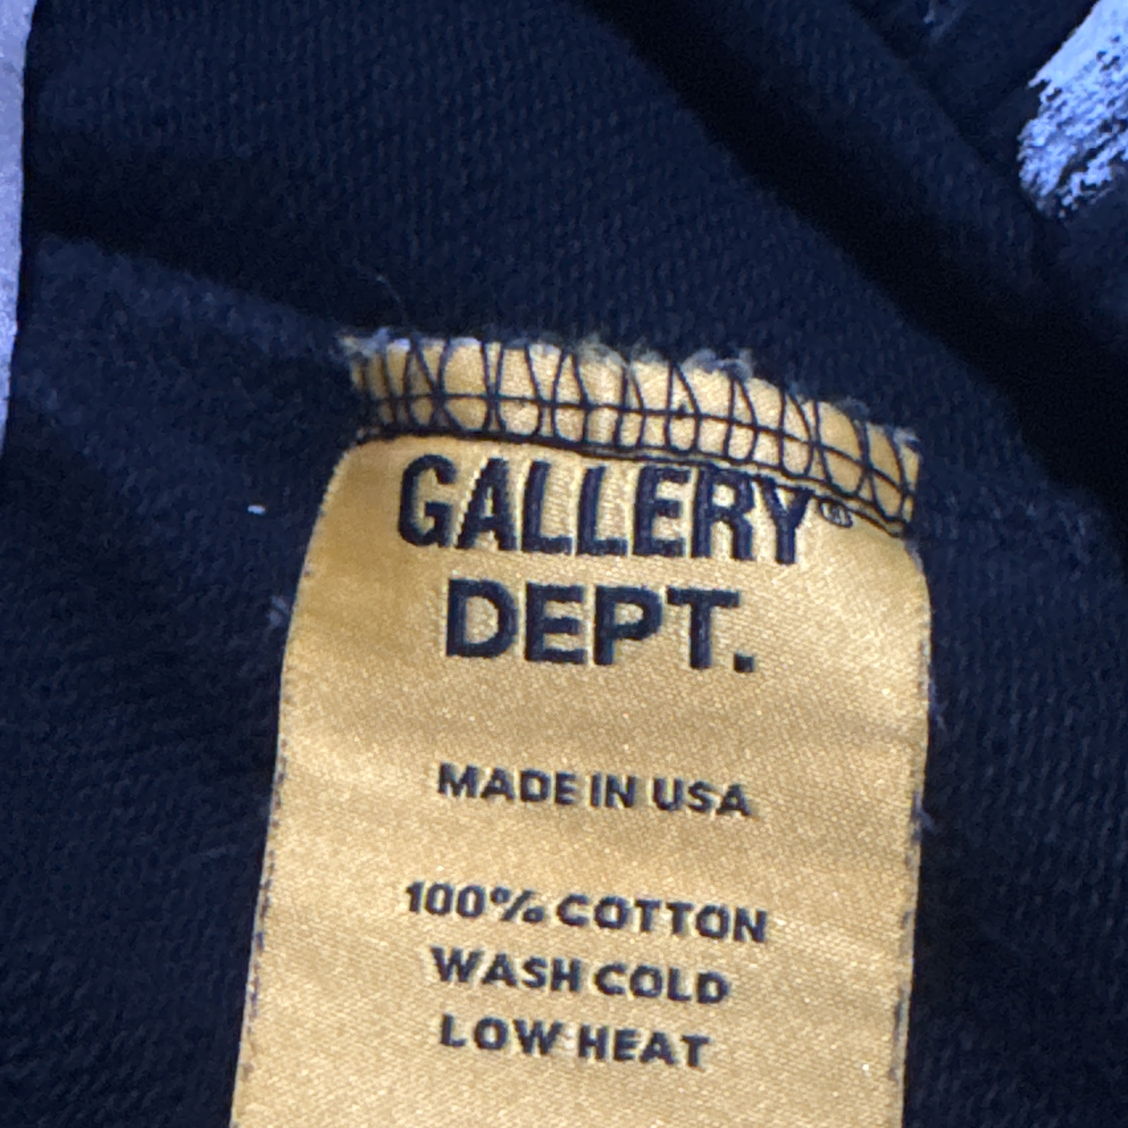 GALLERY®
DEPT.
MADE IN USA
100% COTTON
WASH COLD
LOW HEAT